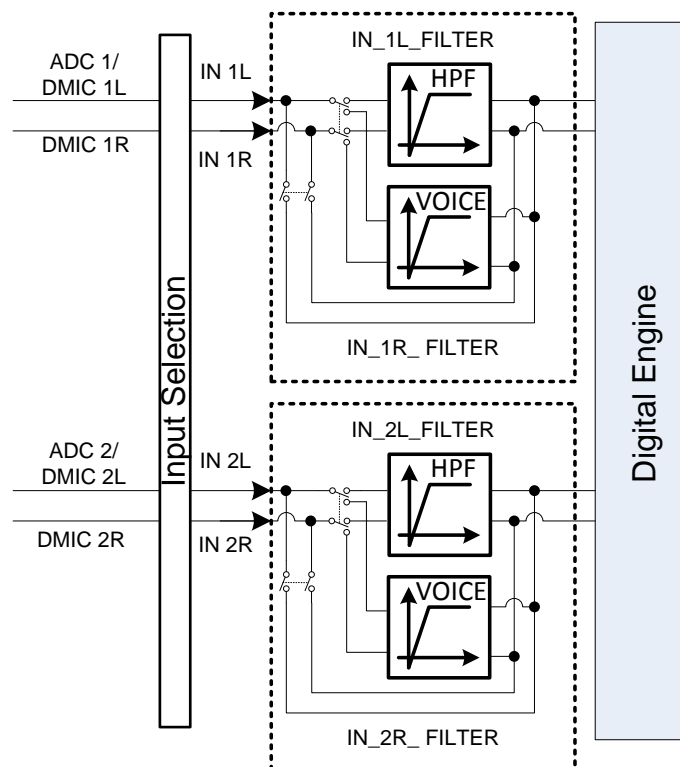 IN_1L_FILTER
ADC 1/
DMIC 1L
IN 1L
HPF
DMIC 1R
IN 1R
VOICE
IN_1R_ FILTER
Input Selection
Digital Engine
IN_2L_FILTER
ADC 2/
DMIC 2L
IN 2L
HPF
DMIC 2R
IN 2R
VOICE
IN_2R_ FILTER